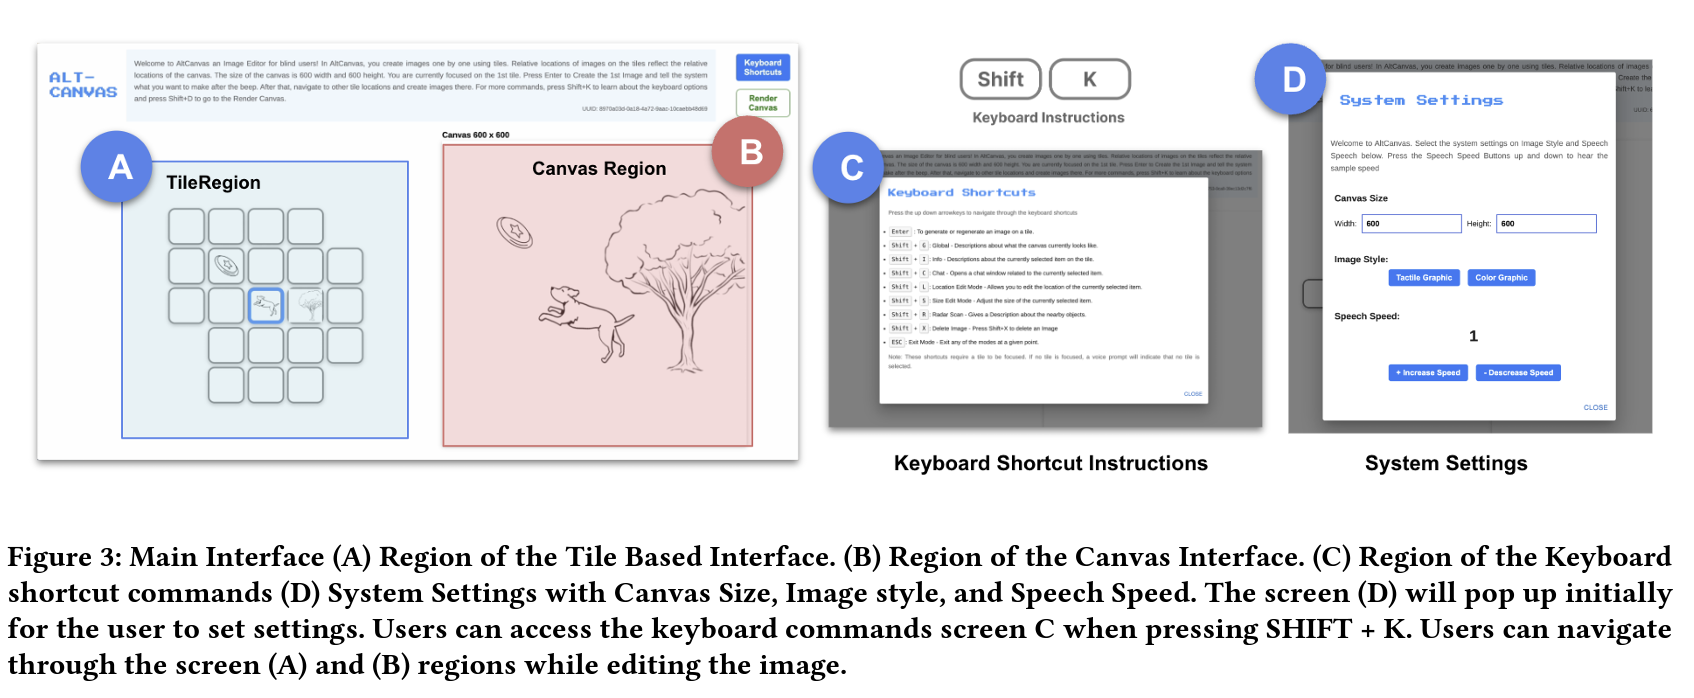 ALT-
CANVAS
Welcome to AltCanvas an Image Editor for blind users! In AltCanvas, you create images one by one using tiles. Relative locations of images on the tiles reflect the relative
locations of the canvas. The size of the canvas is 600 width and 600 height. You are currently focused on the 1st tile. Press Enter to Create the 1st Image and tell the system
what you want to make after the beep. After that, navigate to other tile locations and create images there. For more commands, press Shift+K to learn about the keyboard options
and press Shift+D to go to the Render Canvas.
Keyboard
Shortcuts
Render
Canvas
A
TileRegion
Canvas 600 x 600
B
Canvas Region
Shift
K
Keyboard Instructions
C
Keyboard Shortcuts
Press the up down arrowkeys to navigate through the keyboard shortcuts
Enter : To generate or regenerate an image on a tile.
Shift + G : Global - Descriptions about what the canvas currently looks like.
Shift + I : Info - Descriptions about the currently selected item on the tile.
Shift + C : Chat - Opens a chat window related to the currently selected item.
Shift + L : Location Edit Mode - Allows you to edit the location of the currently selected item.
Shift + S : Size Edit Mode - Adjust the size of the currently selected item.
Shift + R : Radar Scan - Gives a Description about the nearby objects.
Shift + X : Delete Image - Press Shift+X to delete an Image
ESC : Exit Mode - Exit any of the modes at a given point.
Note: These shortcuts require a tile to be focused. If no tile is focused, a voice prompt will indicate that no tile is
selected.
CLOSE
Keyboard Shortcut Instructions
D
System Settings
Welcome to AltCanvas. Select the system settings on Image Style and Speech
Speech below. Press the Speech Speed Buttons up and down to hear the
sample speed
Canvas Size
Width: 600 Height: 600
Image Style:
Tactile Graphic Color Graphic
Speech Speed:
1
+ Increase Speed - Descrease Speed
CLOSE
System Settings
Figure 3: Main Interface (A) Region of the Tile Based Interface. (B) Region of the Canvas Interface. (C) Region of the Keyboard
shortcut commands (D) System Settings with Canvas Size, Image style, and Speech Speed. The screen (D) will pop up initially
for the user to set settings. Users can access the keyboard commands screen C when pressing SHIFT + K. Users can navigate
through the screen (A) and (B) regions while editing the image.